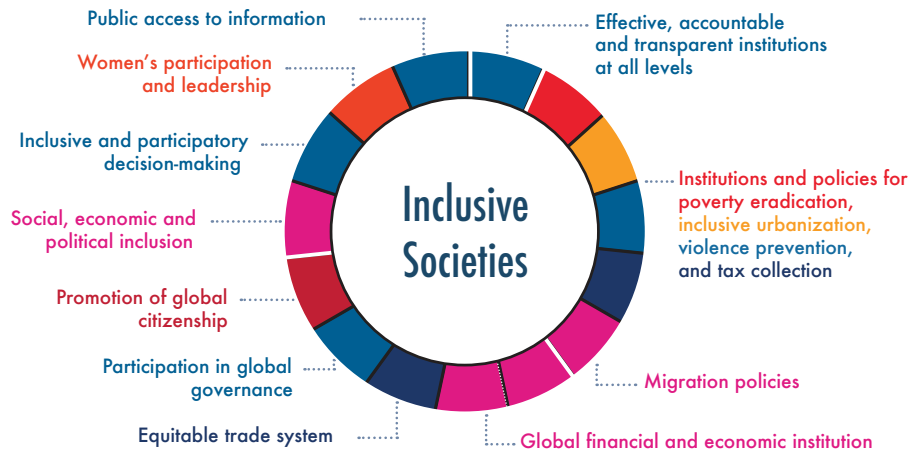 Public access to information
Effective, accountable
and transparent institutions
at all levels
Women's participation
and leadership
Inclusive and participatory
decision-making
Social, economic and
political inclusion
Promotion of global
citizenship
Participation in global
governance
Equitable trade system
Inclusive
Societies
Institutions and policies for
poverty eradication,
inclusive urbanization,
violence prevention,
and tax collection
Migration policies
Global financial and economic institution